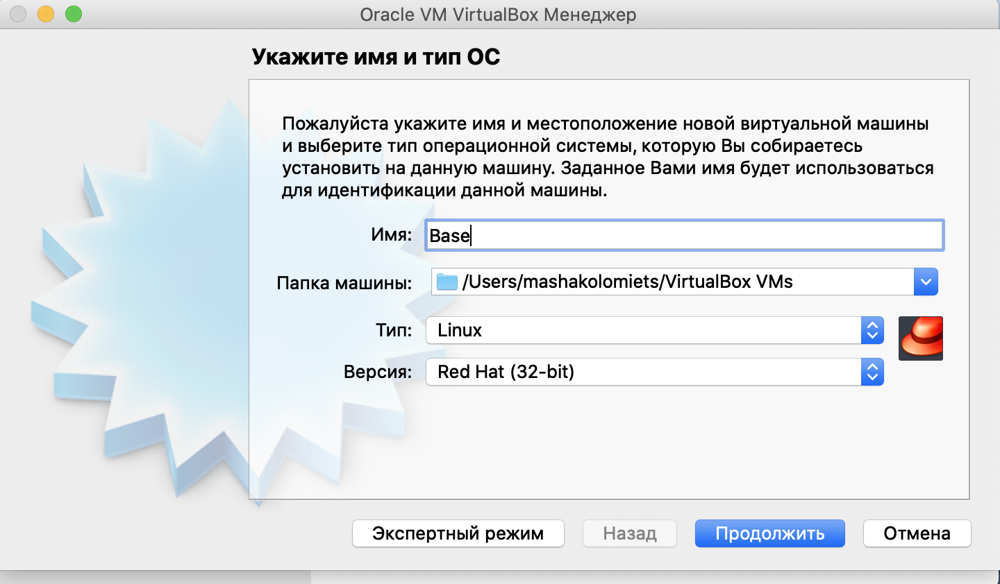 Oracle VM VirtualBox Менеджер
Укажите имя и тип ОС
Пожалуйста укажите имя и местоположение новой виртуальной машины
и выберите тип операционной системы, которую Вы собираетесь
установить на данную машину. Заданное Вами имя будет использоваться
для идентификации данной машины.
Имя: Base
Папка машины: /Users/mashakolomiets/VirtualBox VMs
Тип: Linux
Версия: Red Hat (32-bit)
Экспертный режим Назад Продолжить Отмена